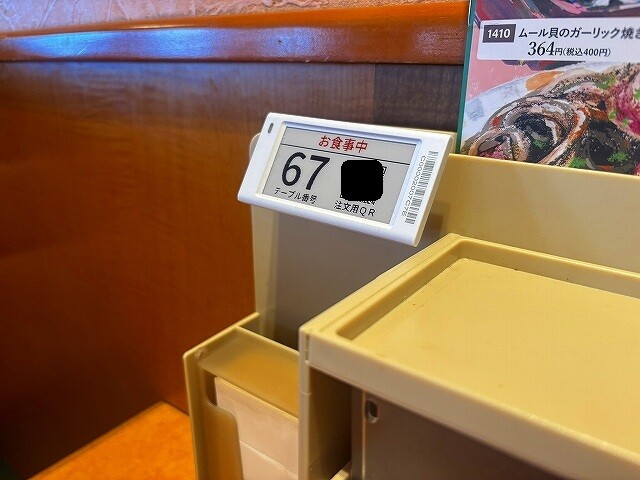 1410 ムール貝のガーリック焼き
364円(税込400円)
お食事中
67
テーブル番号
注文用QR